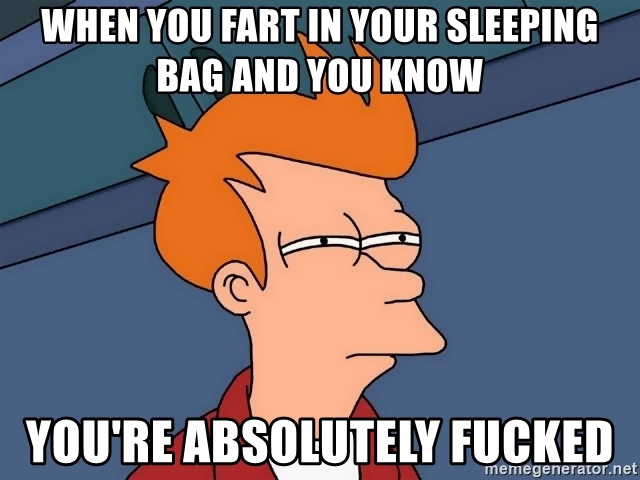 WHEN YOU FART IN YOUR SLEEPING
BAG AND YOU KNOW
YOU'RE ABSOLUTELY FUCKED
memegenerator.net